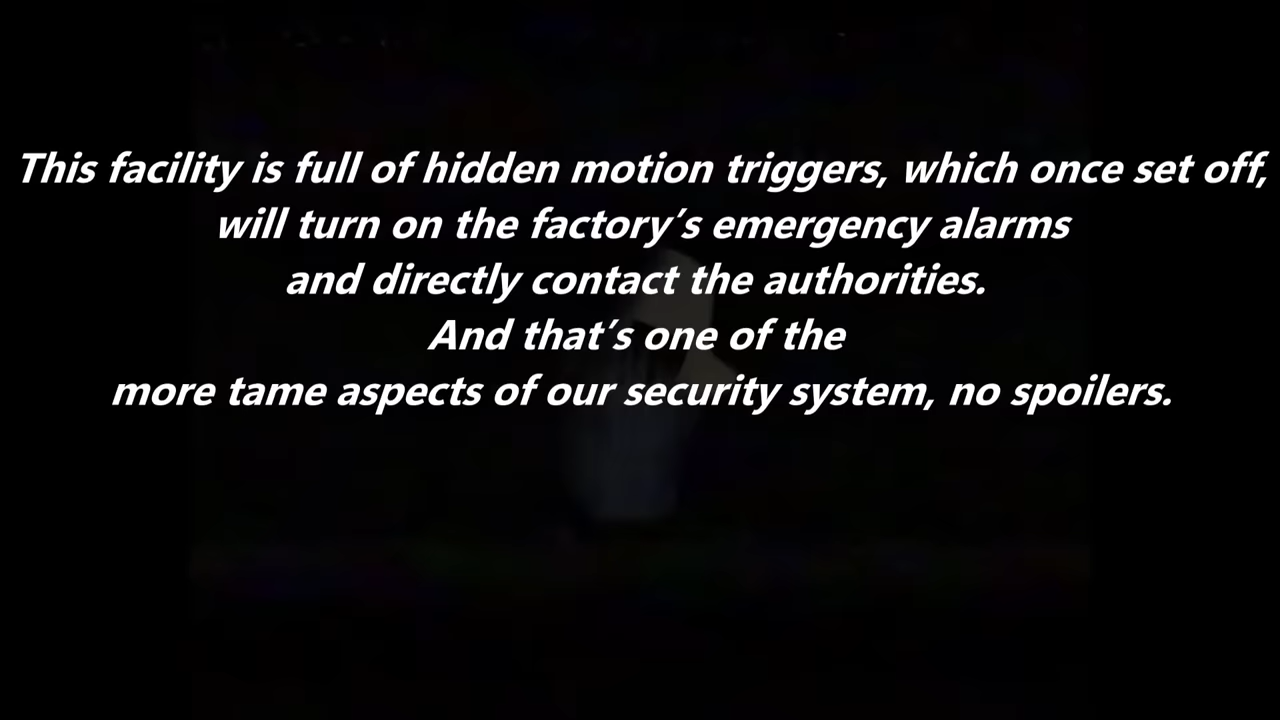 This facility is full of hidden motion triggers, which once set off,
will turn on the factory’s emergency alarms
and directly contact the authorities.
And that’s one of the
more tame aspects of our security system, no spoilers.